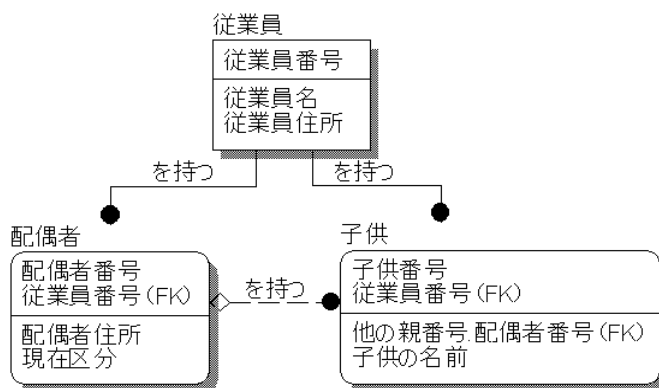 従業員
従業員番号
従業員名
従業員住所
を持つ
を持つ
配偶者
配偶者番号
従業員番号(FK)
配偶者住所
現在区分
を持つ
子供
子供番号
従業員番号(FK)
他の親番号.配偶者番号(FK)
子供の名前